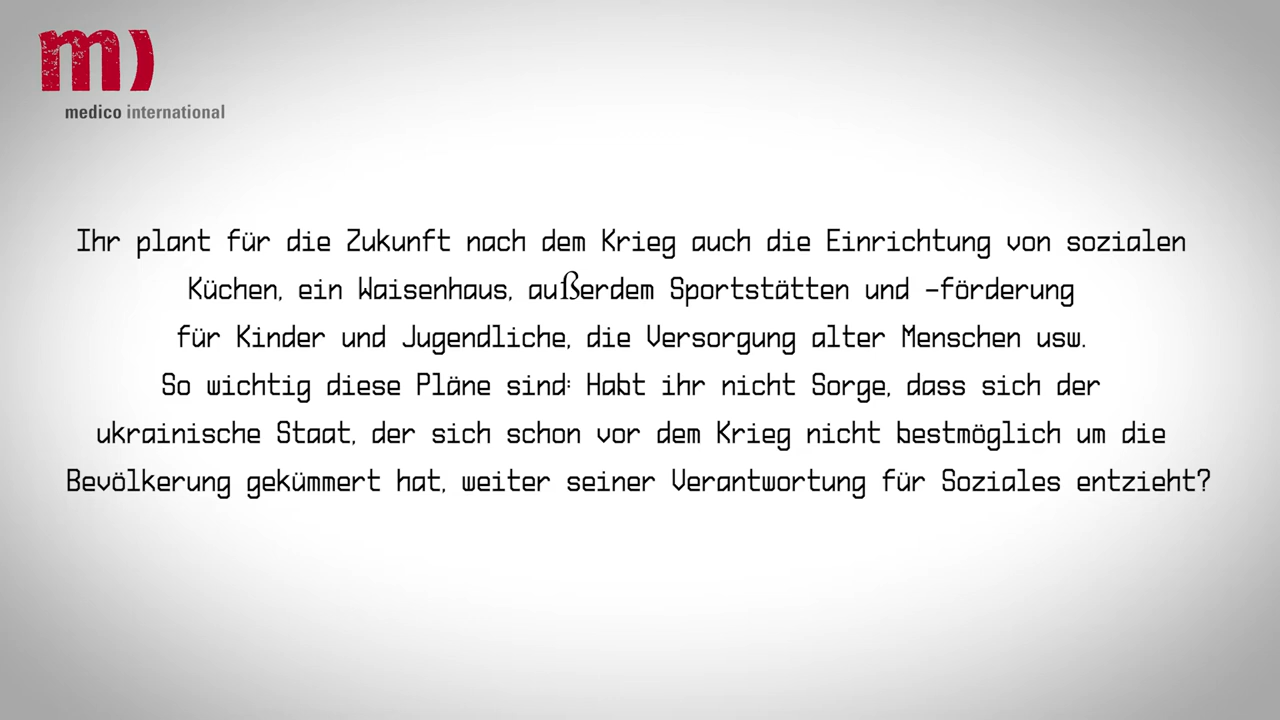 m)
medico international
Ihr plant für die Zukunft nach dem Krieg auch die Einrichtung von sozialen
Küchen, ein Waisenhaus, außerdem Sportstätten und -förderung
für Kinder und Jugendliche, die Versorgung alter Menschen usw.
So wichtig diese Pläne sind: Habt ihr nicht Sorge, dass sich der
ukrainische Staat, der sich schon vor dem Krieg nicht bestmöglich um die
Bevölkerung gekümmert hat, weiter seiner Verantwortung für Soziales entzieht?